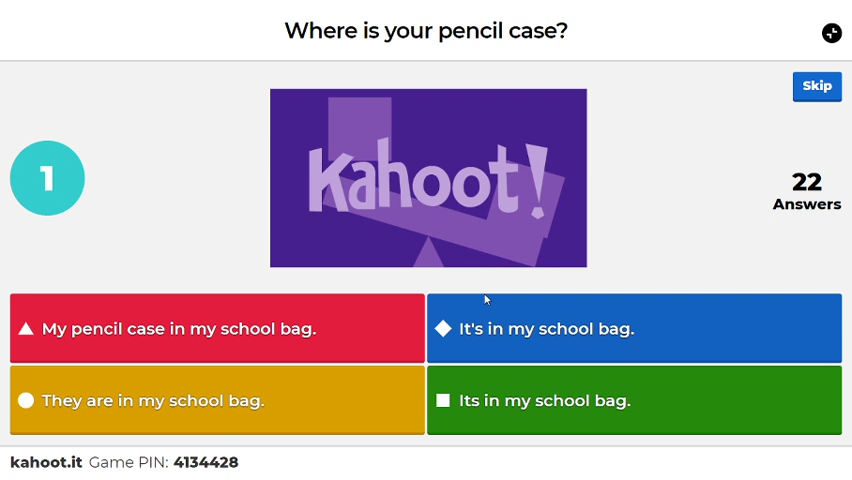 Where is your pencil case?
Skip
1
Kahoot!
22
Answers
My pencil case in my school bag.
It's in my school bag.
They are in my school bag.
Its in my school bag.
kahoot.it Game PIN: 4134428